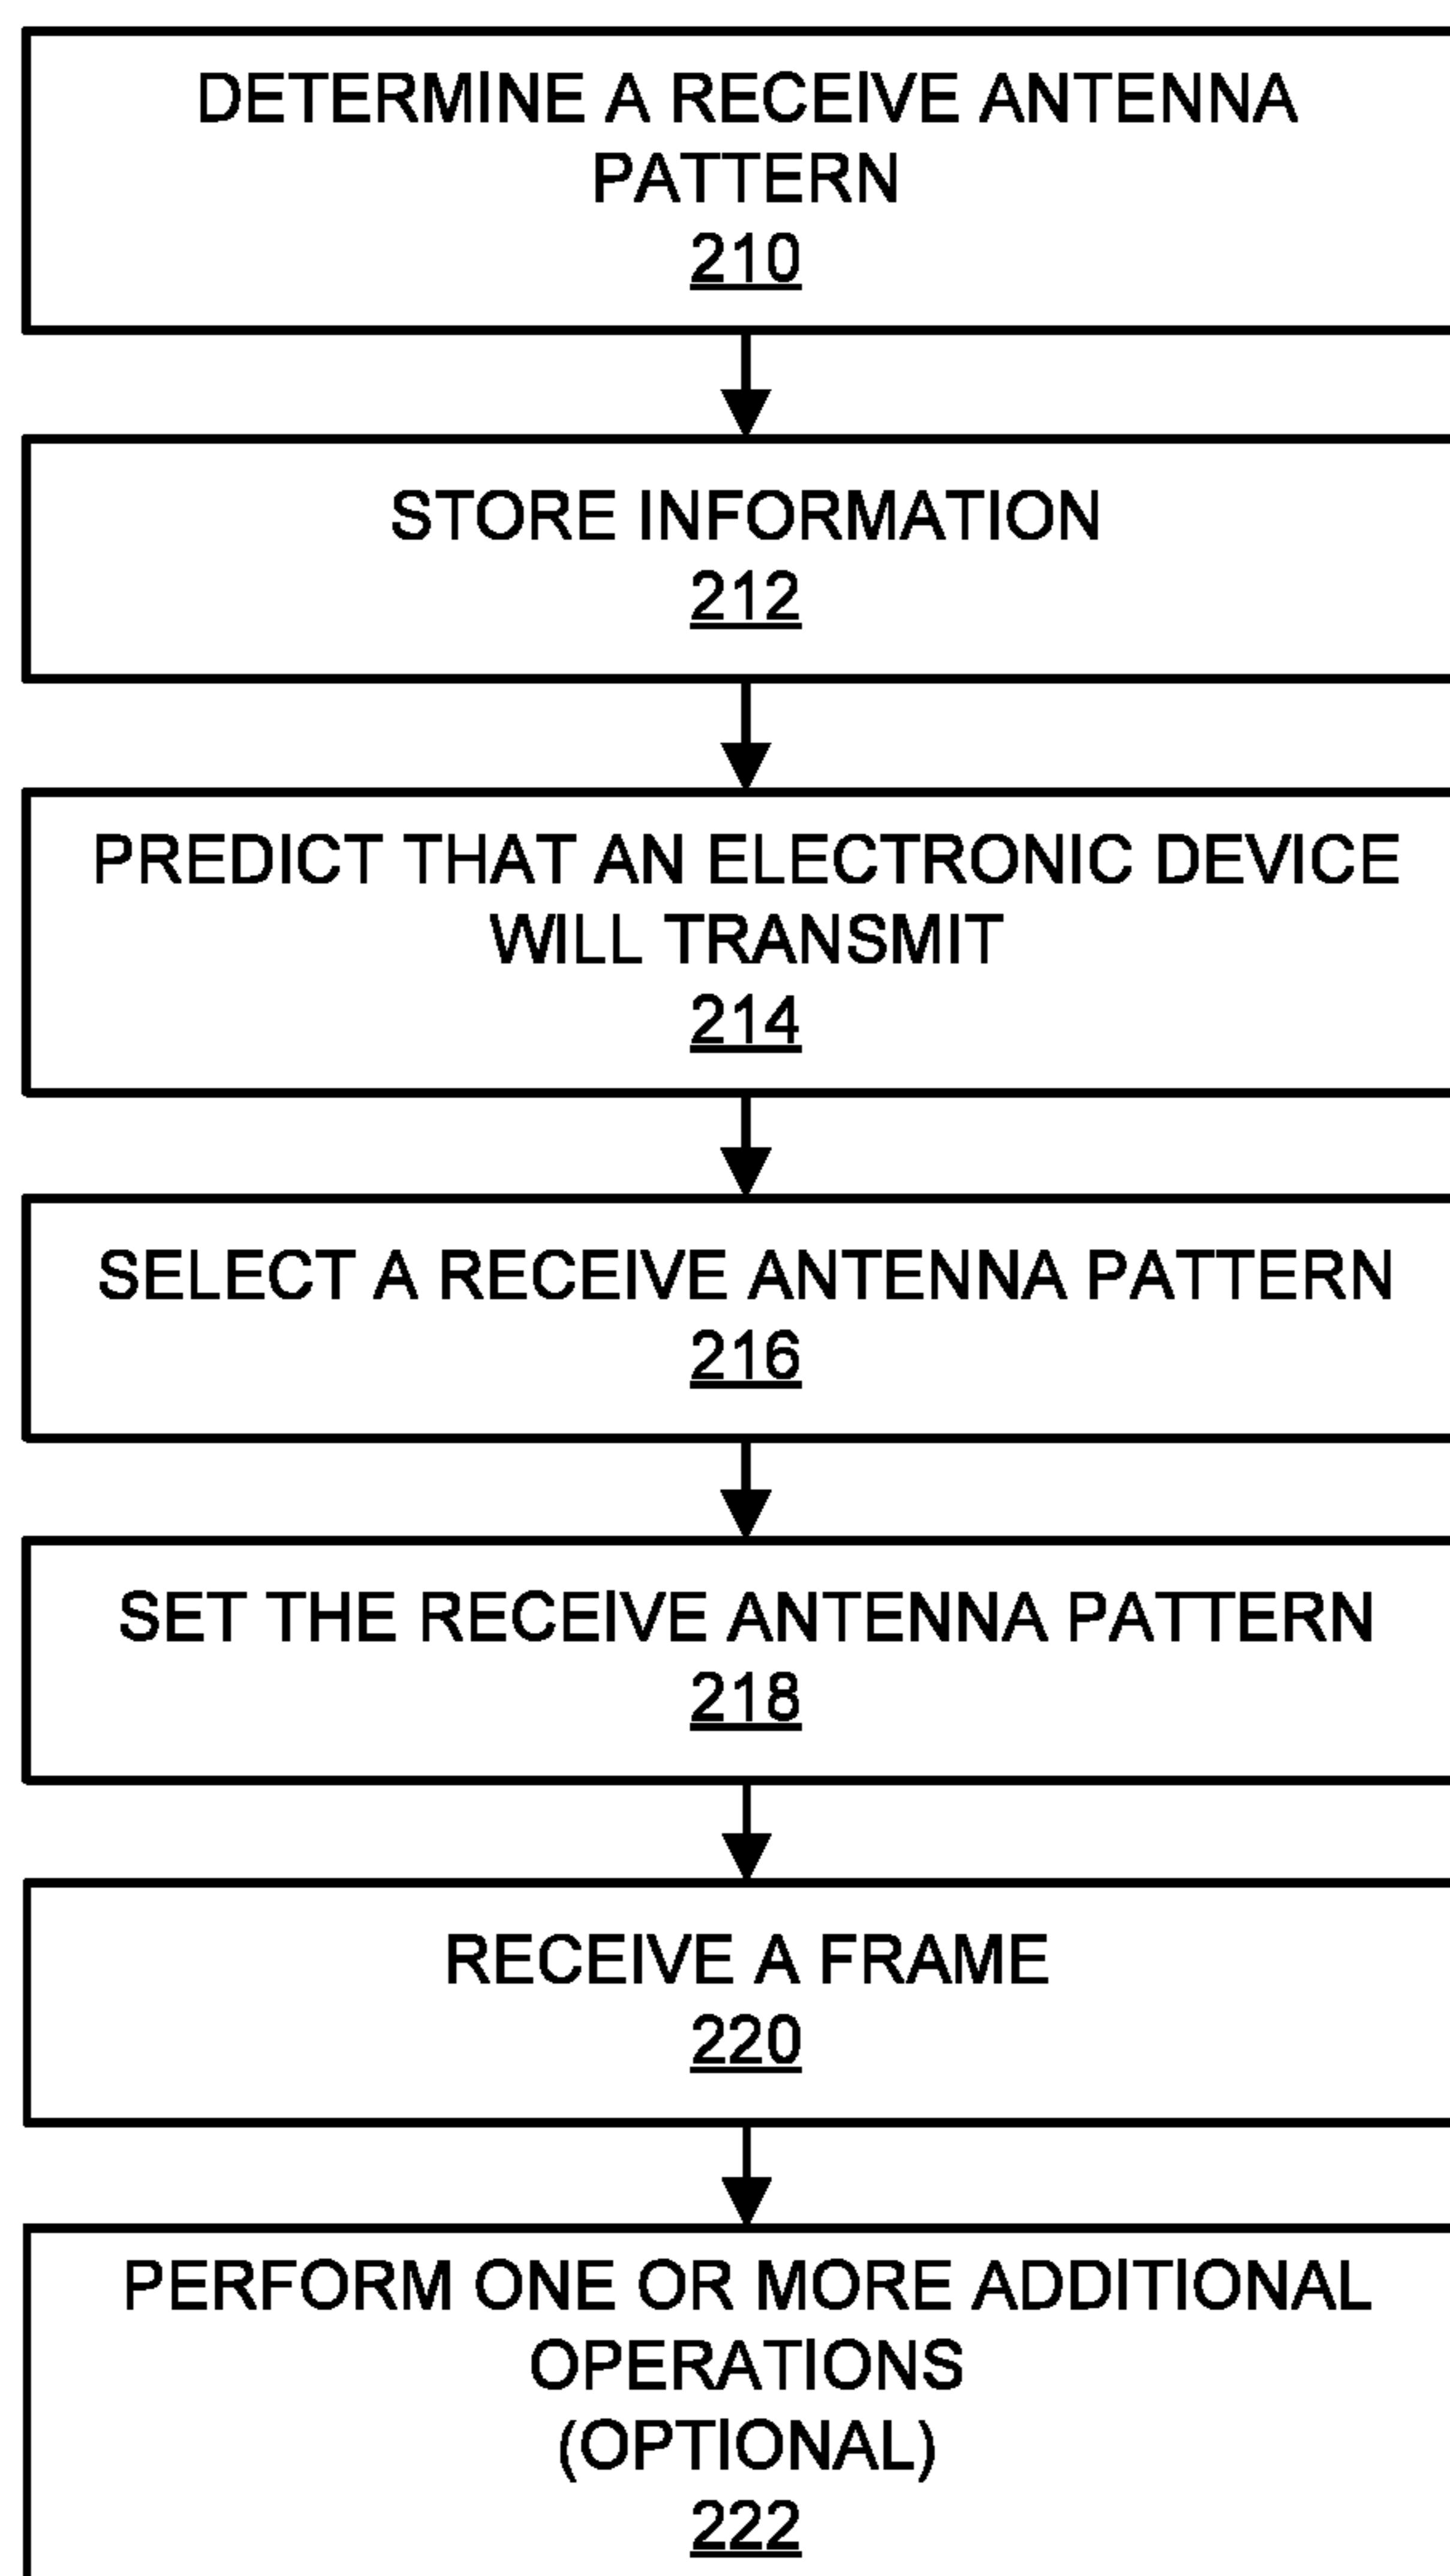 DETERMINE A RECEIVE ANTENNA
PATTERN
210
STORE INFORMATION
212
PREDICT THAT AN ELECTRONIC DEVICE
WILL TRANSMIT
214
SELECT A RECEIVE ANTENNA PATTERN
216
SET THE RECEIVE ANTENNA PATTERN
218
RECEIVE A FRAME
220
PERFORM ONE OR MORE ADDITIONAL
OPERATIONS
(OPTIONAL)
222